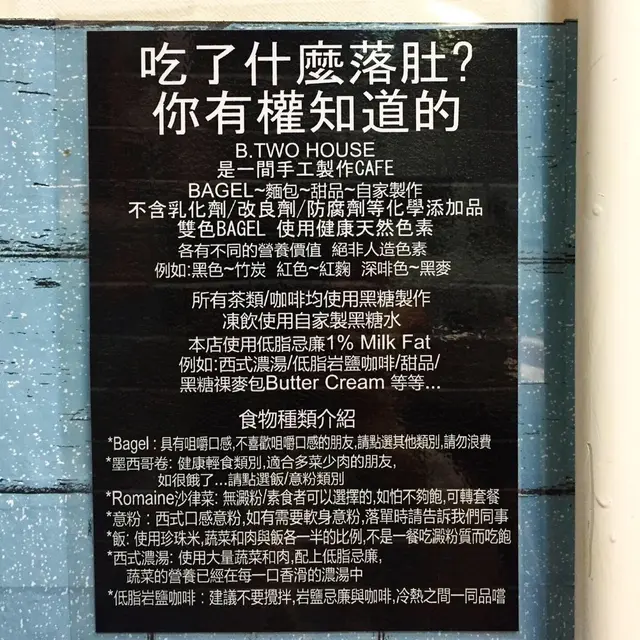 吃了什麼落肚?
你有權知道的
B.TWO HOUSE
是一間手工製作CAFE
BAGEL~麵包~甜品~自家製作
不含乳化劑/改良劑/防腐劑等化學添加品
雙色BAGEL 使用健康天然色素
各有不同的營養價值 絕非人造色素
例如:黑色~竹炭 紅色~紅麴 深啡色~黑麥
所有茶類/咖啡均使用黑糖製作
凍飲使用自家製黑糖水
本店使用低脂忌廉1% Milk Fat
例如:西式濃湯/低脂岩鹽咖啡/甜品/
黑糖裸麥包Butter Cream 等等...
食物種類介紹
*Bagel : 具有咀嚼口感,不喜歡咀嚼口感的朋友,請點選其他類別,請勿浪費
*墨西哥卷: 健康輕食類別,適合多菜少肉的朋友,
如很餓了...請點選飯/意粉類別
*Romaine沙律菜: 無澱粉/素食者可以選擇的,如怕不夠飽,可轉套餐
*意粉 : 西式口感意粉,如有需要軟身意粉,落單時請告訴我們同事
*飯: 使用珍珠米,蔬菜和肉與飯各一半的比例,不是一餐吃澱粉質而吃飽
*西式濃湯: 使用大量蔬菜和肉,配上低脂忌廉,
蔬菜的營養已經在每一口香滑的濃湯中
*低脂岩鹽咖啡 : 建議不要攪拌,岩鹽忌廉與咖啡,冷熱之間一同品嚐